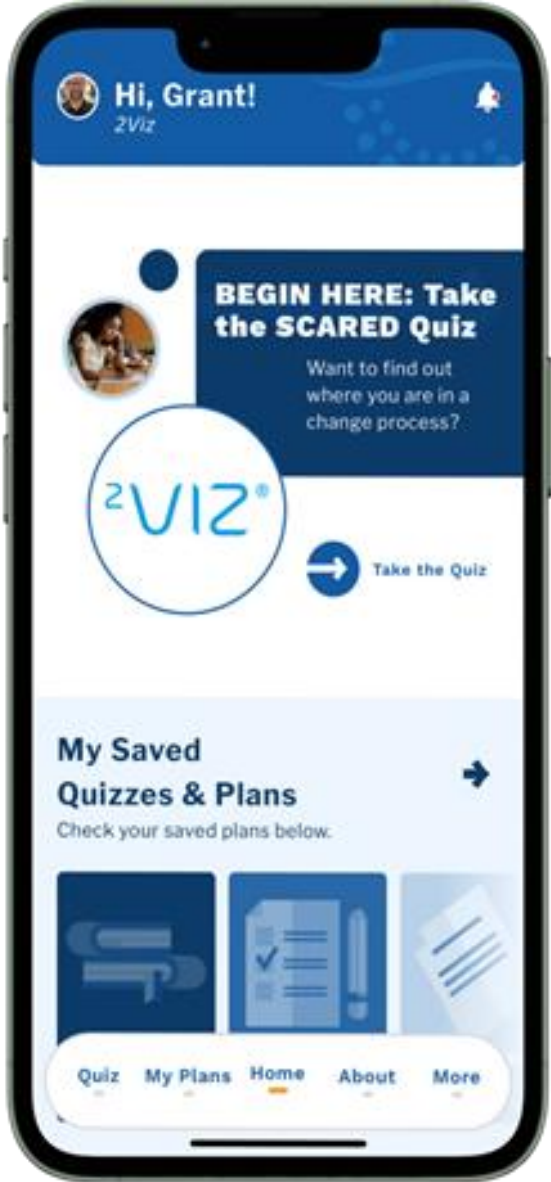 Hi, Grant!
2Viz
BEGIN HERE: Take
the SCARED Quiz
Want to find out
where you are in a
change process?
2VIZ®
Take the Quiz
My Saved
Quizzes & Plans
Check your saved plans below.
Quiz My Plans Home About More